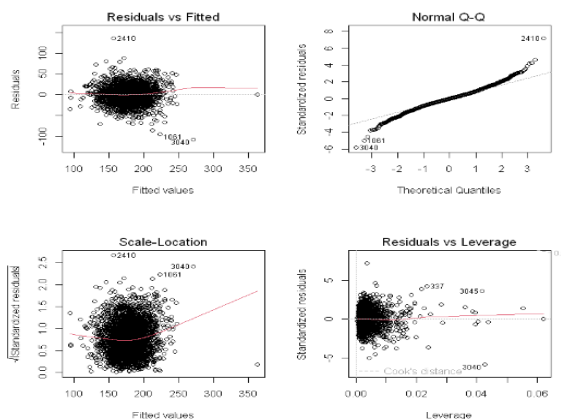 Residuals vs Fitted
Residuals
-100
0
50
100
2410
1061
3040
100 150 200 250 300 350
Fitted values
Normal Q-Q
Standardized residuals
-6
-4
-2
0
2
4
6
8
2410
1061
3040
-3 -2 -1 0 1 2 3
Theoretical Quantiles
Scale-Location
√|Standardized residuals|
0.0
0.5
1.0
1.5
2.0
2.5
2410
3040
1061
100 150 200 250 300 350
Fitted values
Residuals vs Leverage
Standardized residuals
-5
0
5
337
3045
3040
Cook's distance
0.00 0.02 0.04 0.06
Leverage